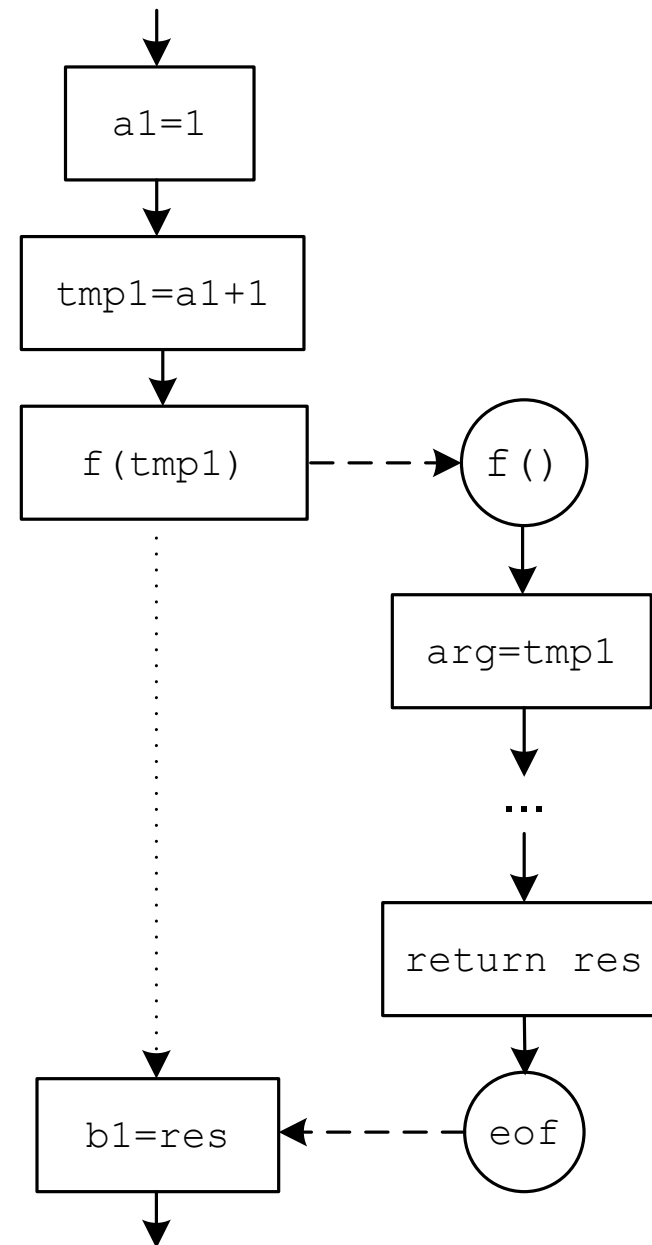 a1=1
tmp1=a1+1
f(tmp1)
f()
arg=tmp1
...
return res
b1=res
eof